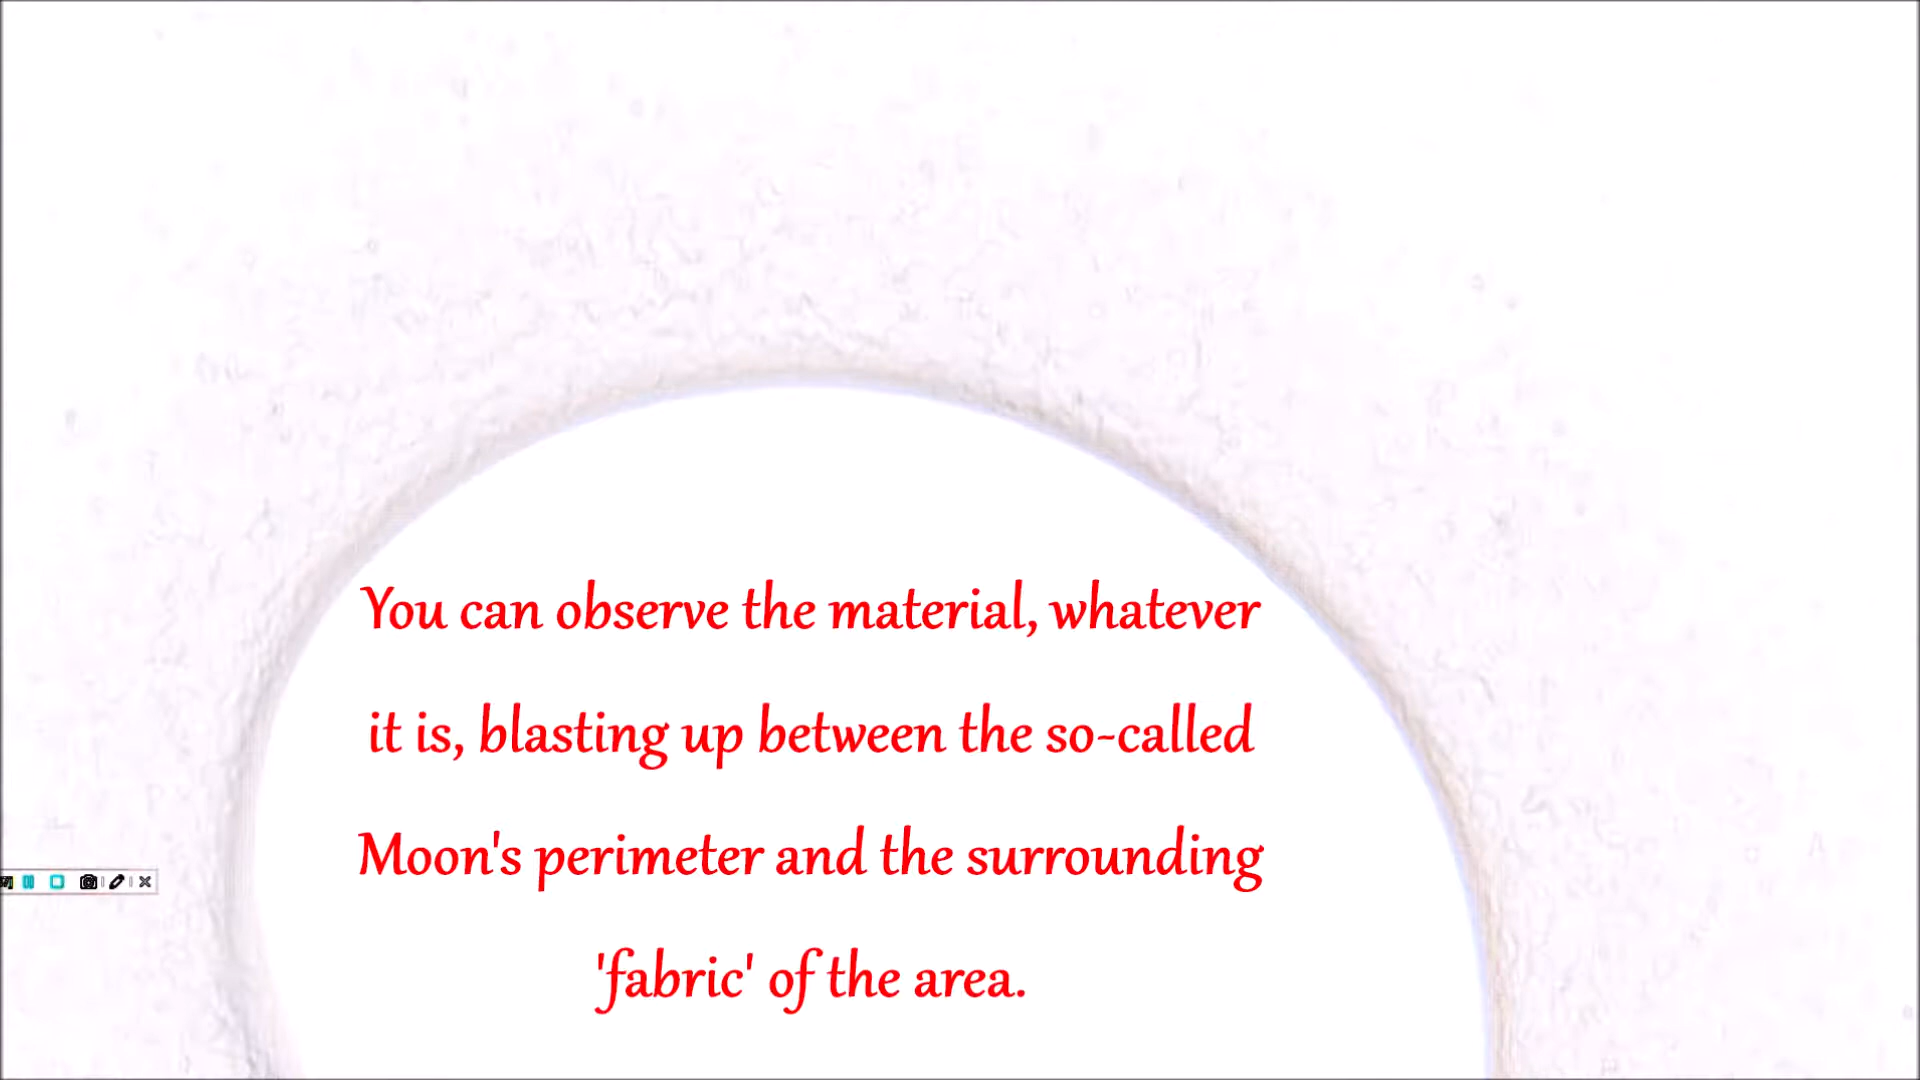 You can observe the material, whatever
it is, blasting up between the so-called
Moon's perimeter and the surrounding
'fabric' of the area.